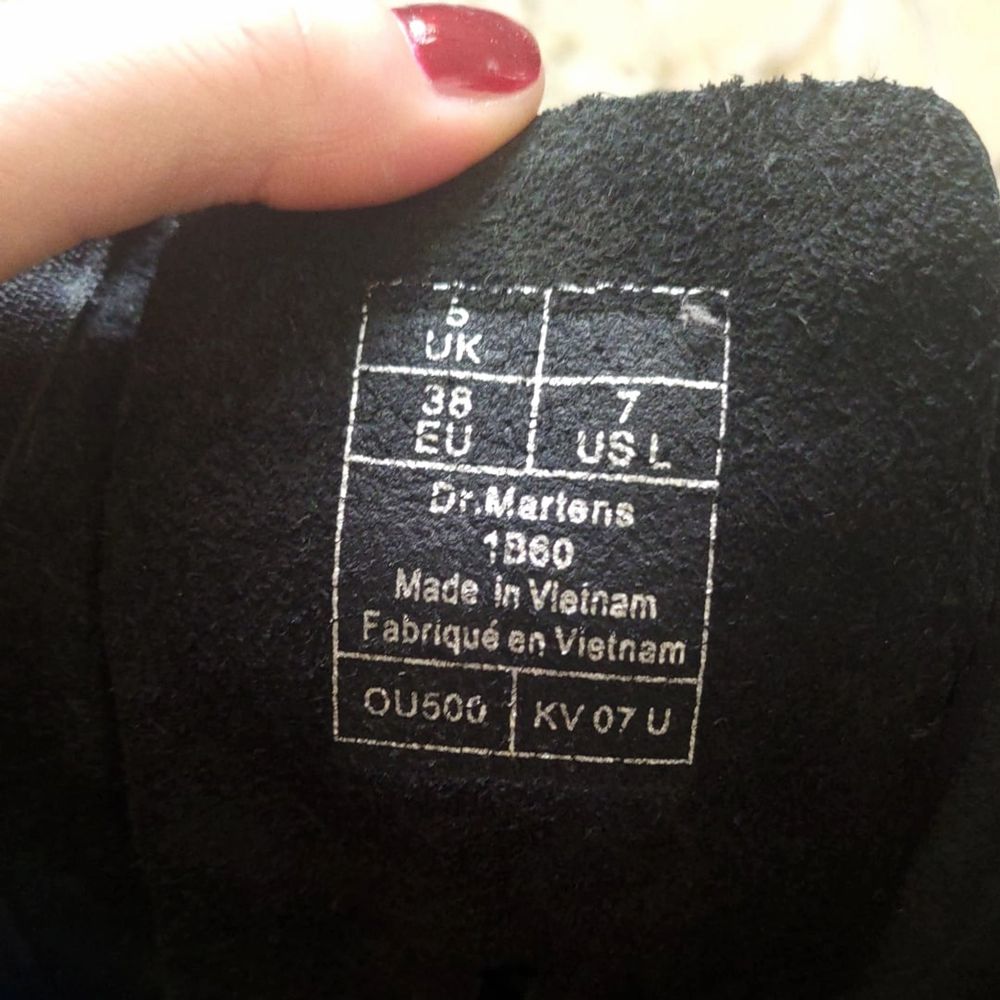 5
UK
38
EU
7
US L
Dr.Martens
1B60
Made in Vietnam
Fabriqué en Vietnam
OU500
KV 07 U